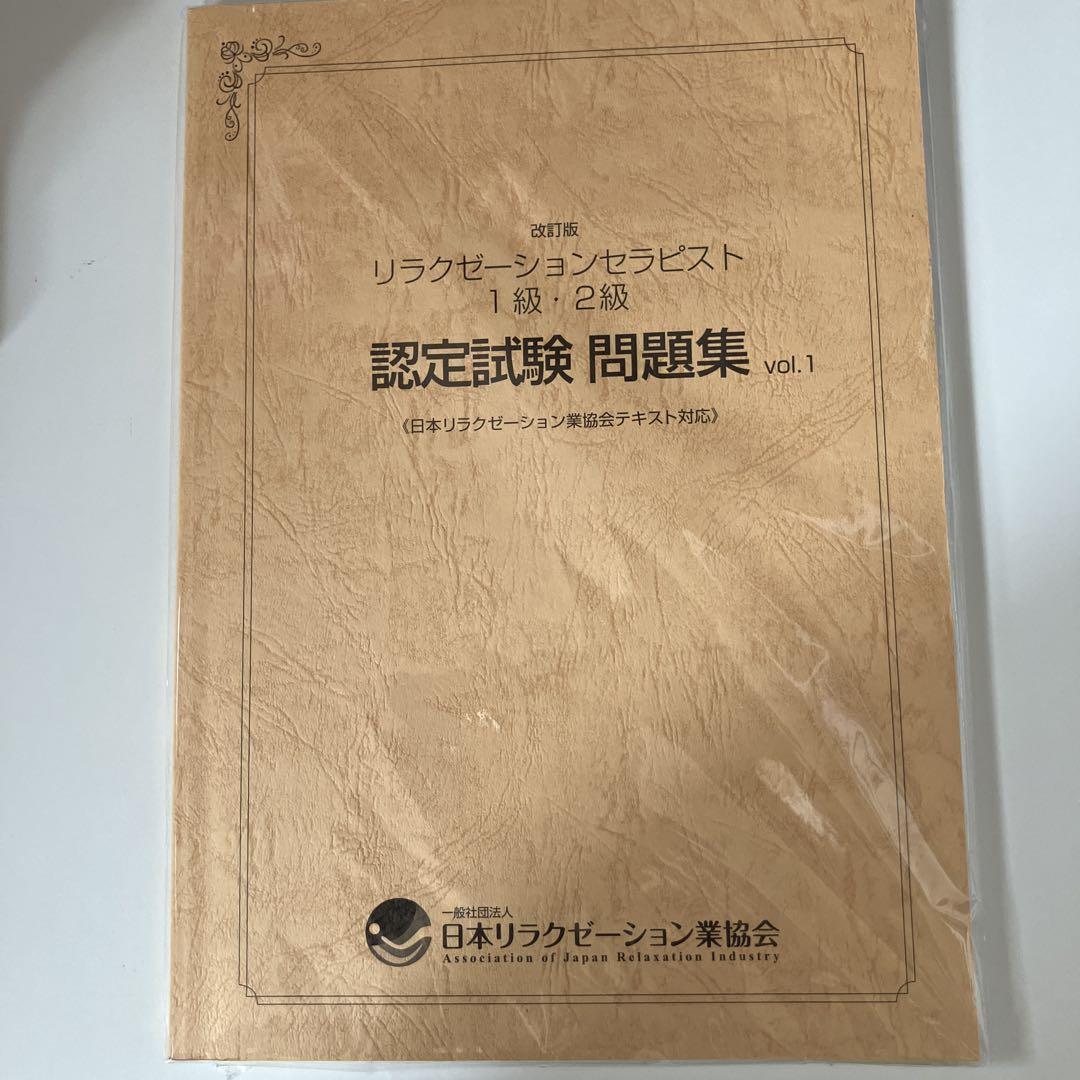 改訂版
リラクゼーションセラピスト
1級・2級
認定試験 問題集 vol.1
《日本リラクゼーション業協会テキスト対応》
一般社団法人
日本リラクゼーション業協会
Association of Japan Relaxation Industry